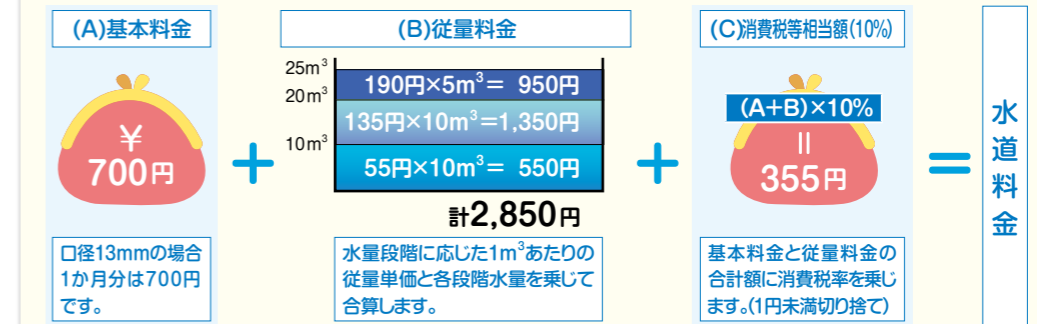 (A)基本料金
¥
700円
口径13mmの場合
1か月分は700円
です。
+
(B)従量料金
25m³
20m³
10m³
190円×5m³= 950円
135円×10m³=1,350円
55円×10m³= 550円
計2,850円
水量段階に応じた1m³あたりの
従量単価と各段階水量を乗じて
合算します。
+
(C)消費税等相当額(10%)
(A+B)×10%
=
355円
基本料金と従量料金の
合計額に消費税率を乗じ
ます。(1円未満切り捨て)
=
水道料金